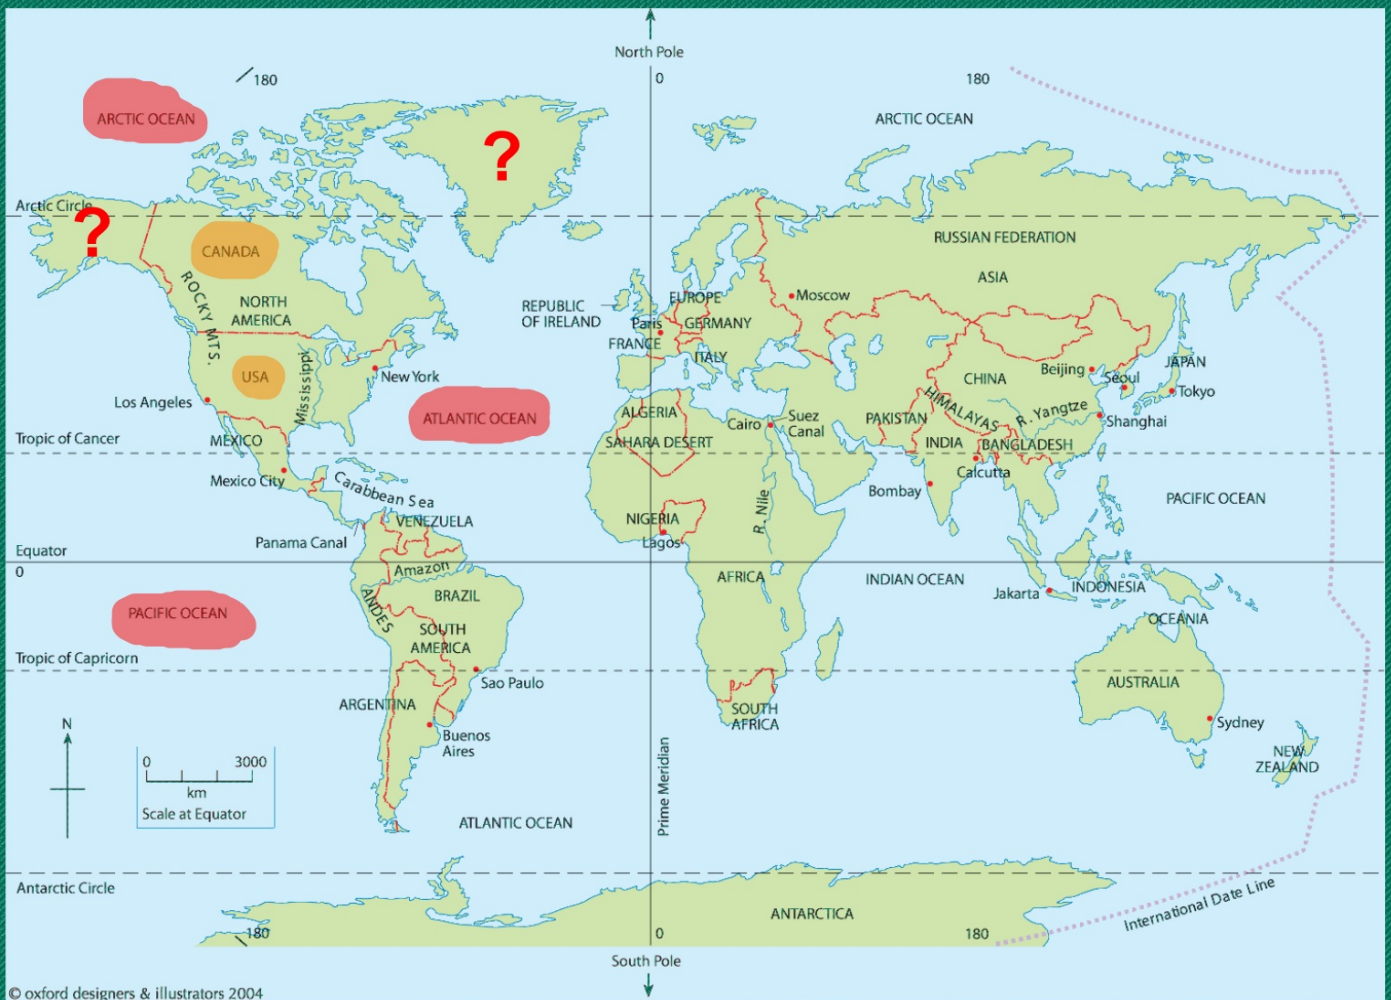 North Pole
180
0
180
ARCTIC OCEAN
ARCTIC OCEAN
?
Arctic Circle
?
CANADA
RUSSIAN FEDERATION
ASIA
ROCKY MTS.
NORTH
AMERICA
REPUBLIC
OF IRELAND
EUROPE
Moscow
Paris
GERMANY
FRANCE
ITALY
USA
Mississippi
New York
Los Angeles
ATLANTIC OCEAN
CHINA
Beijing
Seoul
JAPAN
Tokyo
HIMALAYAS
R. Yangtze
Shanghai
ALGERIA
SAHARA DESERT
Cairo
Suez
Canal
PAKISTAN
INDIA
BANGLADESH
Calcutta
Bombay
Tropic of Cancer
MEXICO
Mexico City
Carabbean Sea
PACIFIC OCEAN
VENEZUELA
Panama Canal
NIGERIA
Lagos
R. Nile
Equator
0
Amazon
ANDES
BRAZIL
AFRICA
INDIAN OCEAN
Jakarta
INDONESIA
PACIFIC OCEAN
SOUTH
AMERICA
OCEANIA
Tropic of Capricorn
Sao Paulo
AUSTRALIA
ARGENTINA
SOUTH
AFRICA
Sydney
Buenos
Aires
NEW
ZEALAND
N
0
3000
km
Scale at Equator
Prime Meridian
ATLANTIC OCEAN
Antarctic Circle
ANTARCTICA
International Date Line
180
0
180
South Pole
© oxford designers & illustrators 2004